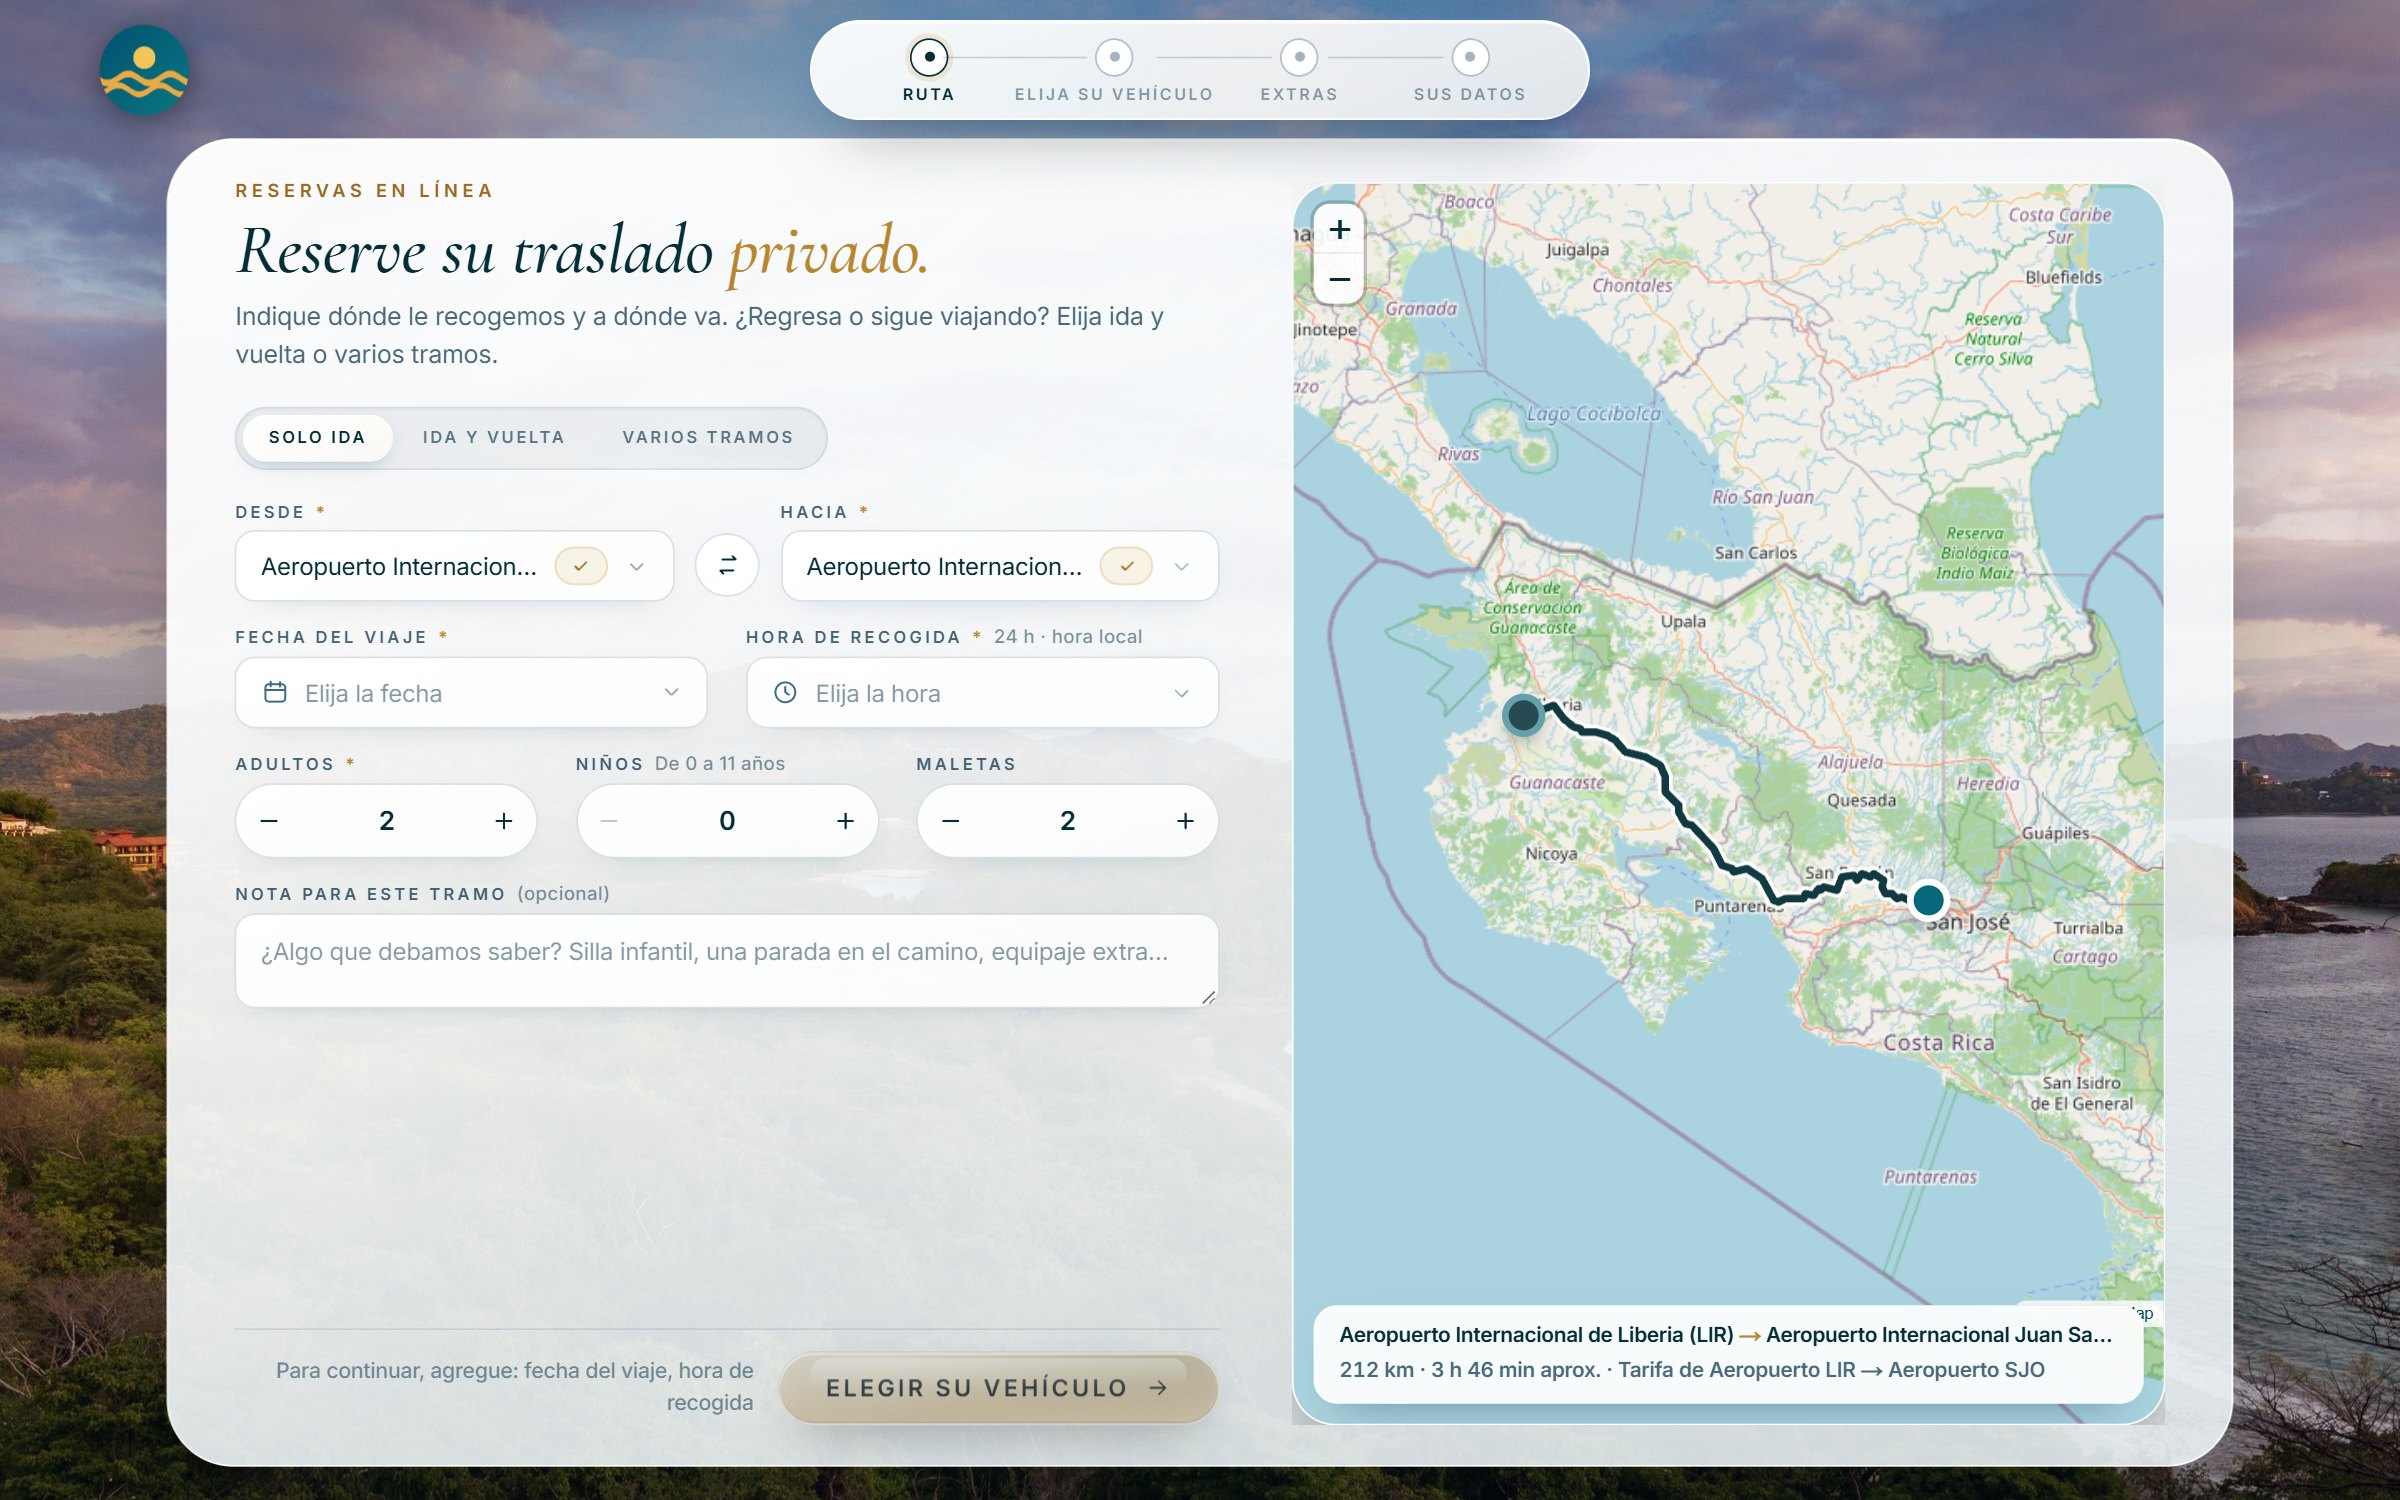 RUTA
ELIJA SU VEHÍCULO
EXTRAS
SUS DATOS
RESERVAS EN LÍNEA
Reserve su traslado privado.
Indique dónde le recogemos y a dónde va. ¿Regresa o sigue viajando? Elija ida y
vuelta o varios tramos.
SOLO IDA
IDA Y VUELTA
VARIOS TRAMOS
DESDE *
HACIA *
Aeropuerto Internacion...
Aeropuerto Internacion...
FECHA DEL VIAJE *
HORA DE RECOGIDA * 24 h · hora local
Elija la fecha
Elija la hora
ADULTOS *
NIÑOS De 0 a 11 años
MALETAS
− 2 +
− 0 +
− 2 +
NOTA PARA ESTE TRAMO (opcional)
¿Algo que debamos saber? Silla infantil, una parada en el camino, equipaje extra...
Para continuar, agregue: fecha del viaje, hora de
recogida
ELEGIR SU VEHÍCULO →
+
−
Boaco
Juigalpa
Chontales
Costa Caribe
Sur
Bluefields
Granada
Jinotepe
Reserva
Natural
Cerro Silva
Lago Cocibolca
Rivas
Río San Juan
San Carlos
Reserva
Biológica
Indio Maíz
Área de
Conservación
Guanacaste
Upala
Guanacaste
Alajuela
Heredia
Quesada
Guápiles
Nicoya
Puntarenas
San José
Turrialba
Cartago
Costa Rica
San Isidro
de El General
Puntarenas
Aeropuerto Internacional de Liberia (LIR) → Aeropuerto Internacional Juan Sa...
212 km · 3 h 46 min aprox. · Tarifa de Aeropuerto LIR → Aeropuerto SJO